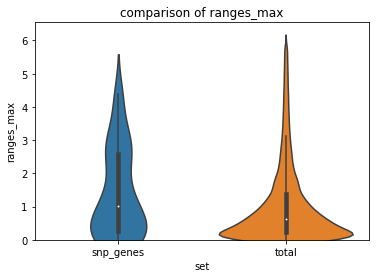 comparison of ranges_max
6
5
4
3
2
1
0
ranges_max
snp_genes
total
set